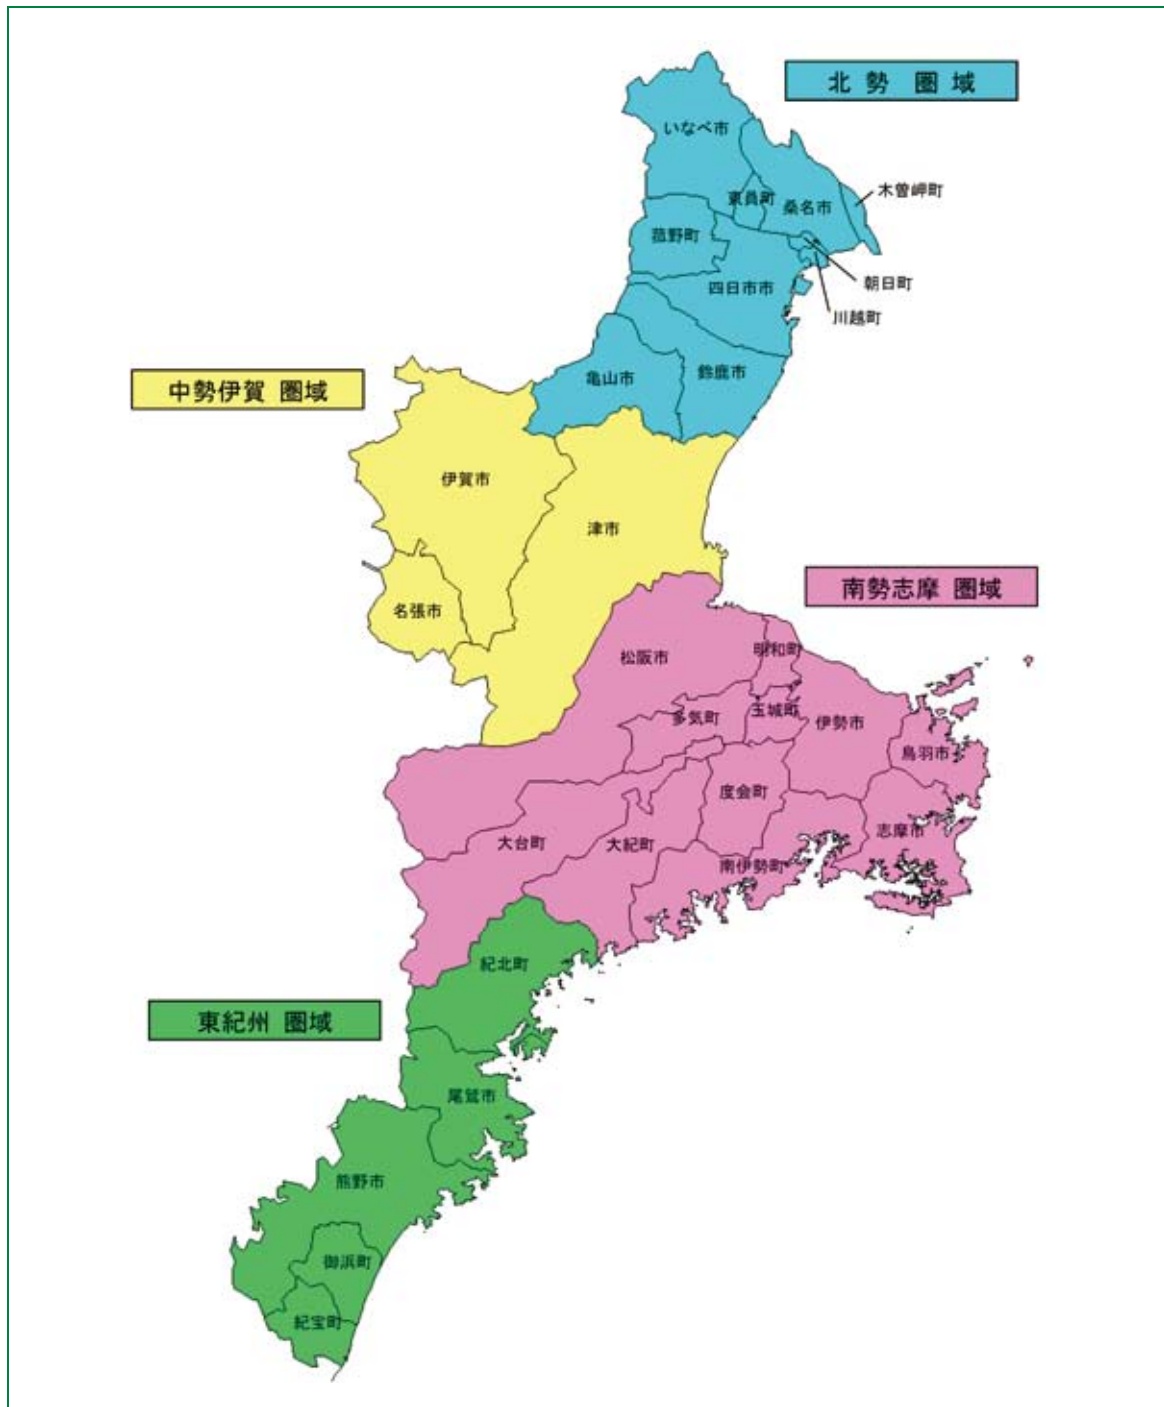 北勢 圏域
いなべ市
木曽岬町
東員町
桑名市
菰野町
朝日町
四日市市
川越町
亀山市
鈴鹿市
中勢伊賀 圏域
伊賀市
津市
名張市
南勢志摩 圏域
松阪市
明和町
多気町
玉城町
伊勢市
鳥羽市
度会町
志摩市
大台町
大紀町
南伊勢町
紀北町
東紀州 圏域
尾鷲市
熊野市
御浜町
紀宝町